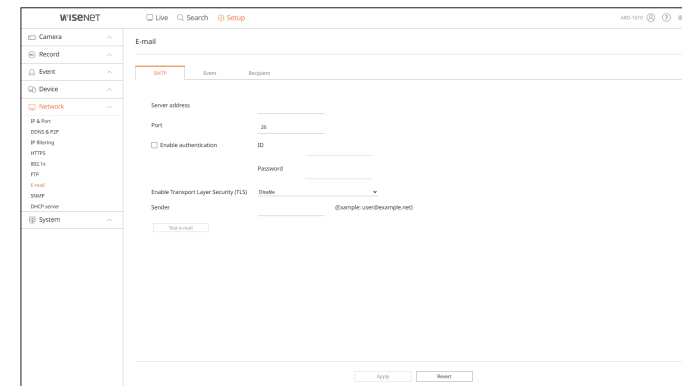 WISENET
Live Search Setup
ARD-1610
Camera
Record
Event
Device
Network
IP & Port
DDNS & P2P
IP filtering
HTTPS
802.1x
FTP
E-mail
SNMP
DHCP server
System
E-mail
SMTP Event Recipient
Server address
Port 26
Enable authentication ID
Password
Enable Transport Layer Security (TLS) Disable
Sender (Example: user@example.net)
Test e-mail
Apply Revert